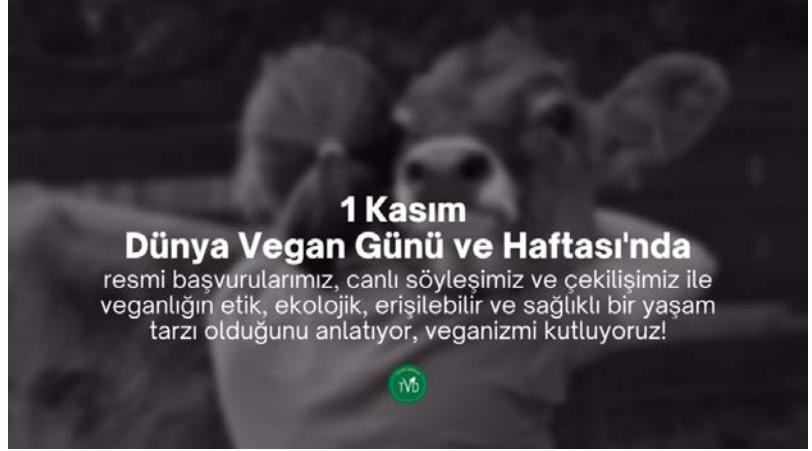 1 Kasım
Dünya Vegan Günü ve Haftası'nda
resmi başvurularımız, canlı söyleşimiz ve çekilişimiz ile
veganlığın etik, ekolojik, erişilebilir ve sağlıklı bir yaşam
tarzı olduğunu anlatıyor, veganizmi kutluyoruz!
TVD